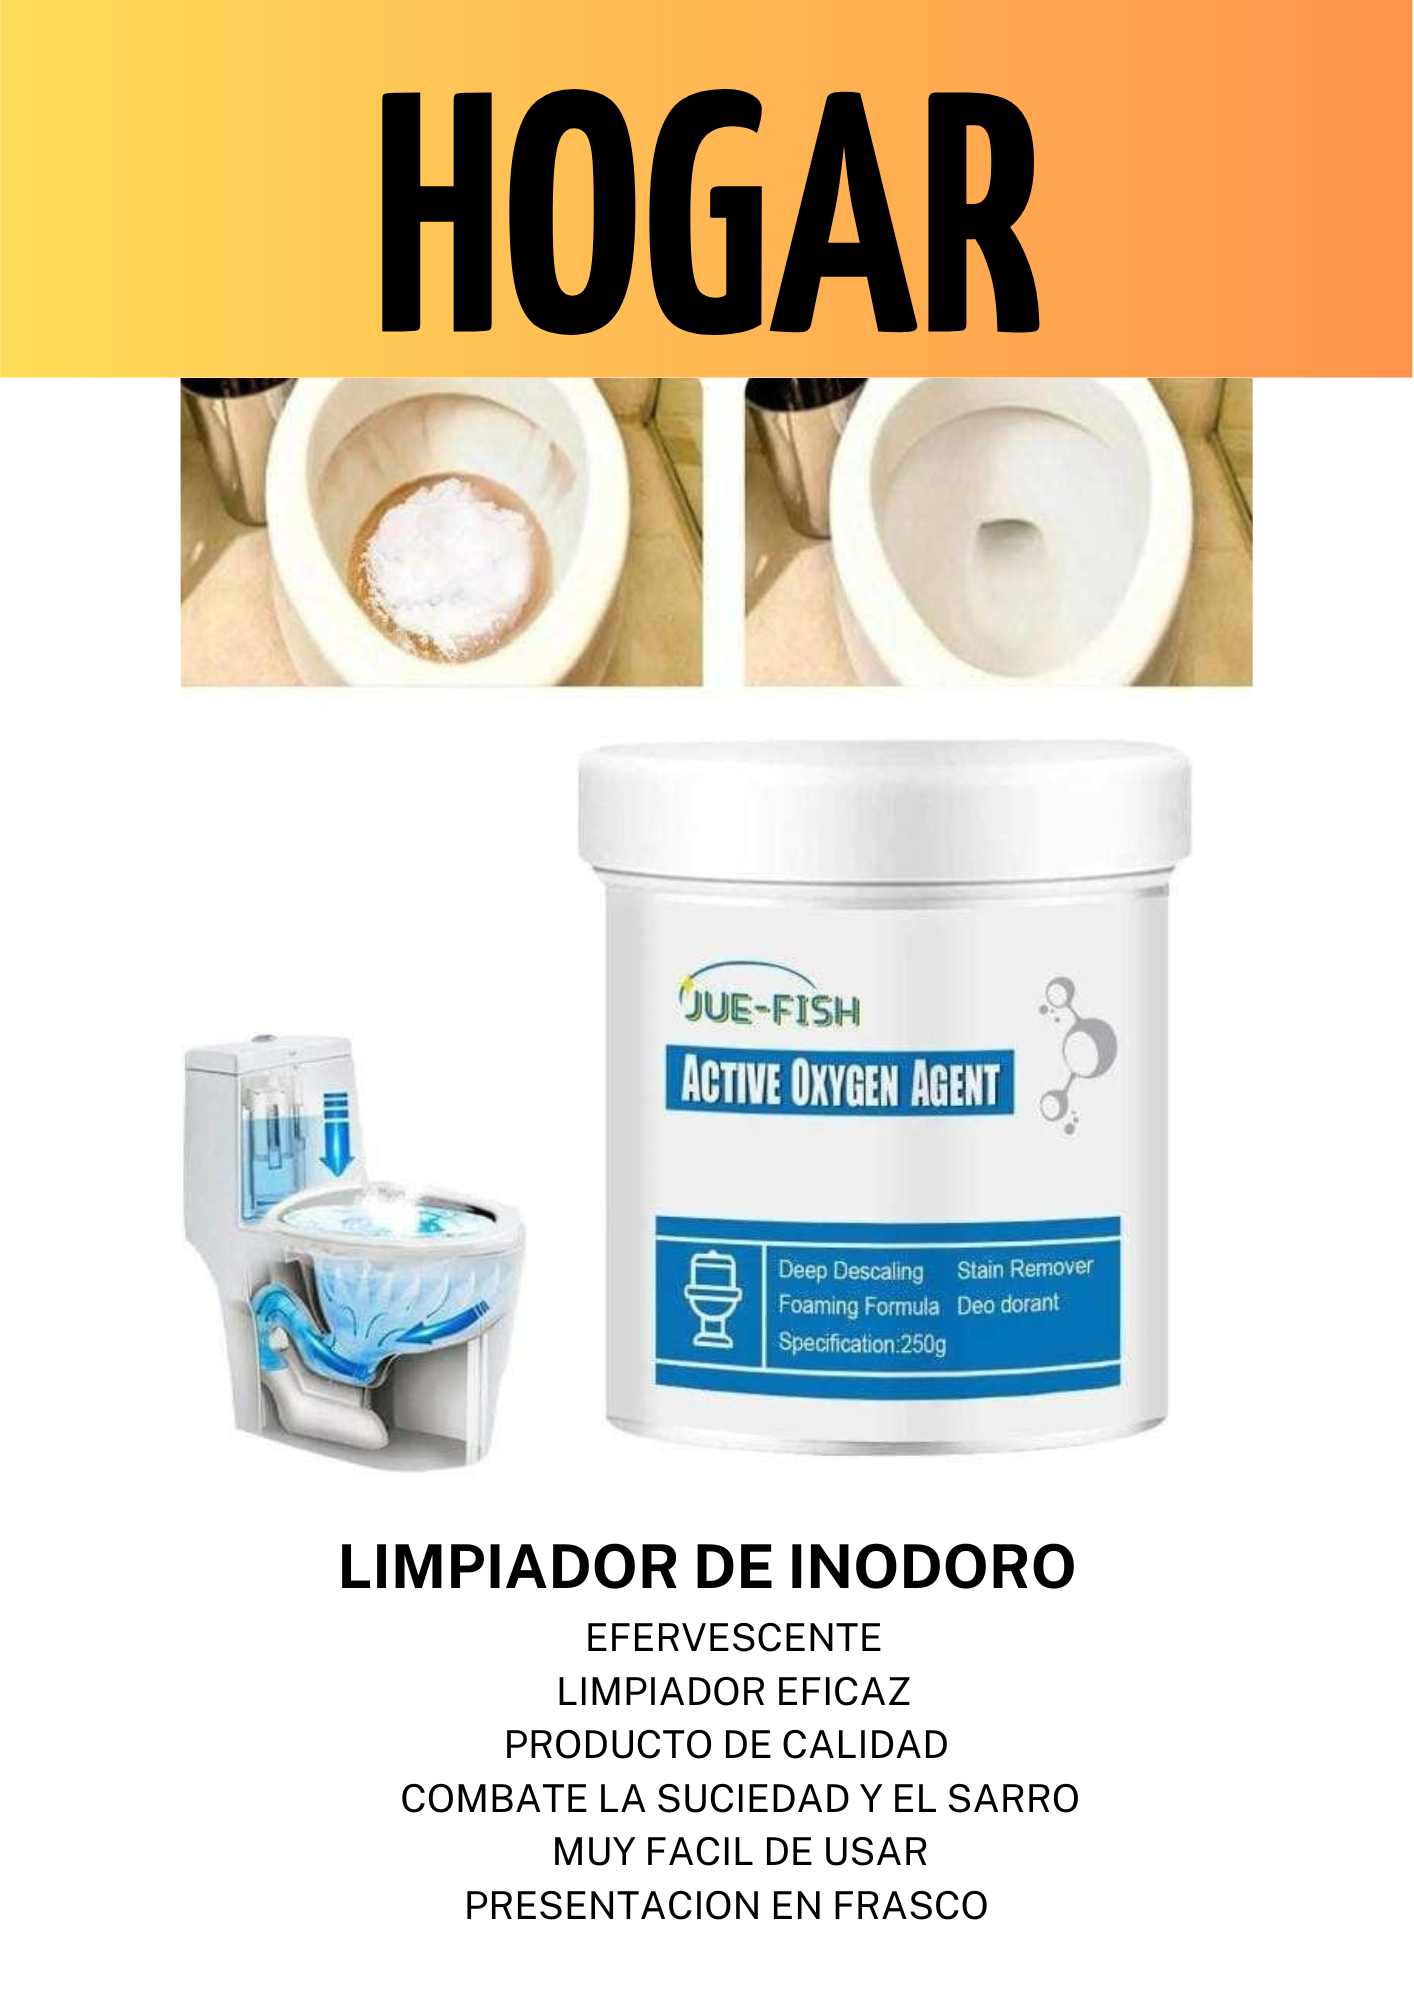 HOGAR
JUE-FISH
ACTIVE OXYGEN AGENT
Deep Descaling Stain Remover
Foaming Formula Deo dorant
Specification:250g
LIMPIADOR DE INODORO
EFERVESCENTE
LIMPIADOR EFICAZ
PRODUCTO DE CALIDAD
COMBATE LA SUCIEDAD Y EL SARRO
MUY FACIL DE USAR
PRESENTACION EN FRASCO